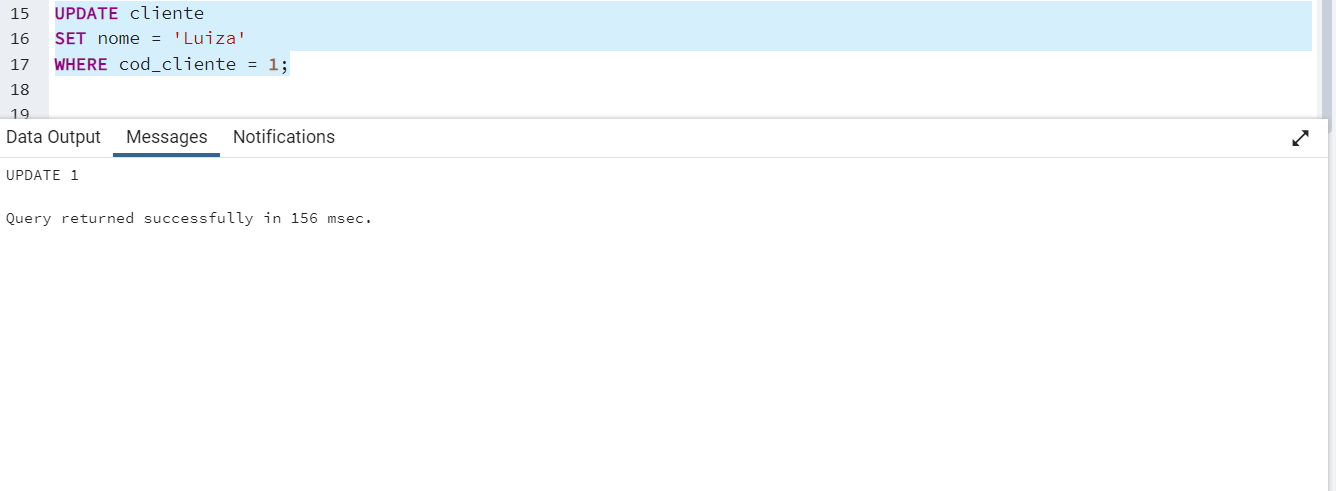 15 UPDATE cliente
16 SET nome = 'Luiza'
17 WHERE cod_cliente = 1;
18
19
Data Output Messages Notifications
UPDATE 1
Query returned successfully in 156 msec.